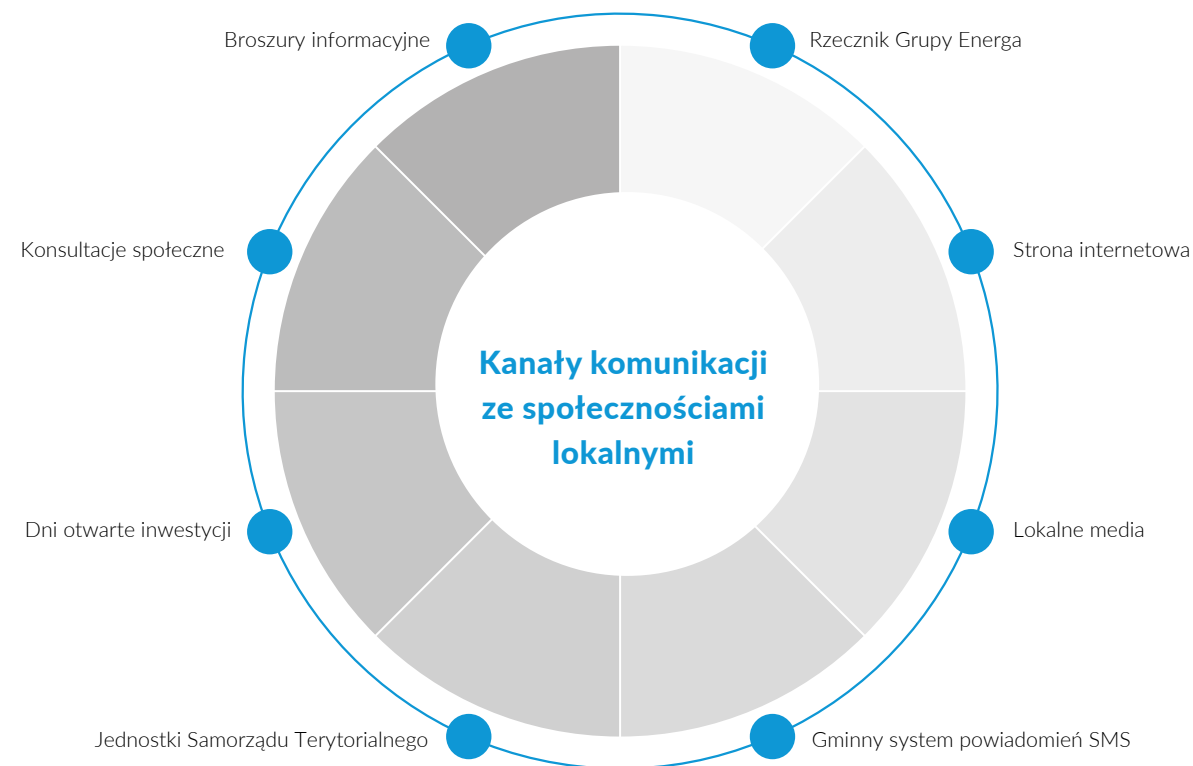 Broszury informacyjne
Rzecznik Grupy Energa
Konsultacje społeczne
Strona internetowa
Kanały komunikacji
ze społecznościami
lokalnymi
Dni otwarte inwestycji
Lokalne media
Jednostki Samorządu Terytorialnego
Gminny system powiadomień SMS